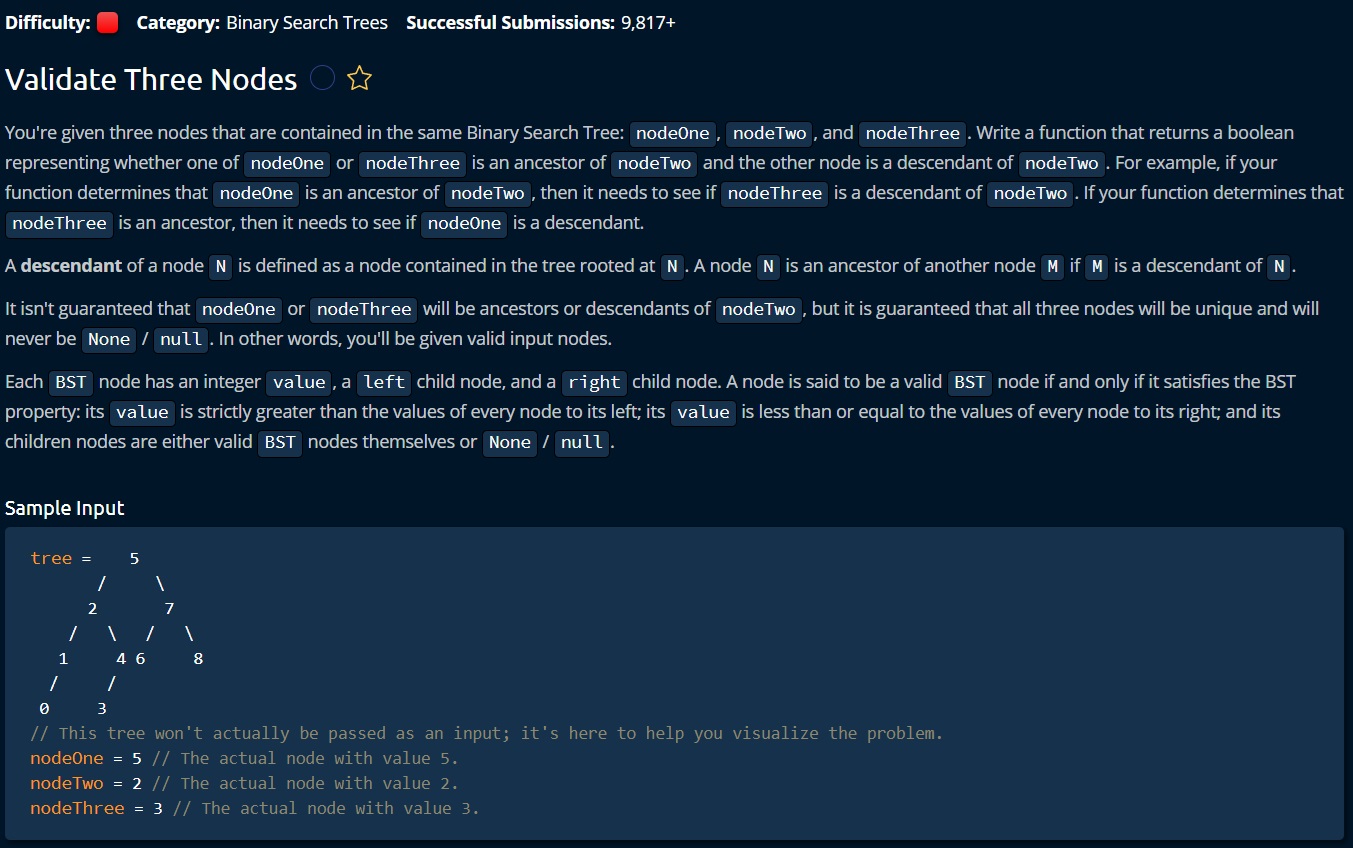 Difficulty: Category: Binary Search Trees Successful Submissions: 9,817+
Validate Three Nodes
You're given three nodes that are contained in the same Binary Search Tree: nodeOne, nodeTwo, and nodeThree. Write a function that returns a boolean
representing whether one of nodeOne or nodeThree is an ancestor of nodeTwo and the other node is a descendant of nodeTwo. For example, if your
function determines that nodeOne is an ancestor of nodeTwo, then it needs to see if nodeThree is a descendant of nodeTwo. If your function determines that
nodeThree is an ancestor, then it needs to see if nodeOne is a descendant.
A descendant of a node N is defined as a node contained in the tree rooted at N. A node N is an ancestor of another node M if M is a descendant of N.
It isn't guaranteed that nodeOne or nodeThree will be ancestors or descendants of nodeTwo, but it is guaranteed that all three nodes will be unique and will
never be None / null. In other words, you'll be given valid input nodes.
Each BST node has an integer value, a left child node, and a right child node. A node is said to be a valid BST node if and only if it satisfies the BST
property: its value is strictly greater than the values of every node to its left; its value is less than or equal to the values of every node to its right; and its
children nodes are either valid BST nodes themselves or None / null.
Sample Input
tree = 5
/ \
2 7
/ \ / \
1 4 6 8
/ /
0 3
// This tree won't actually be passed as an input; it's here to help you visualize the problem.
nodeOne = 5 // The actual node with value 5.
nodeTwo = 2 // The actual node with value 2.
nodeThree = 3 // The actual node with value 3.